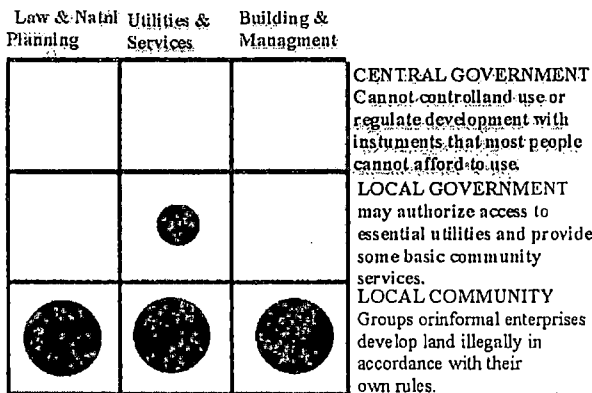 Law & Natnl Planning
Utilities & Services
Building & Managment
CENTRAL GOVERNMENT
Cannot controlland use or
regulate development with
instuments that most people
cannot afford to use.
LOCAL GOVERNMENT
may authorize access to
essential utilities and provide
some basic community
services.
LOCAL COMMUNITY
Groups orinformal enterprises
develop land illegally in
accordance with their
own rules.